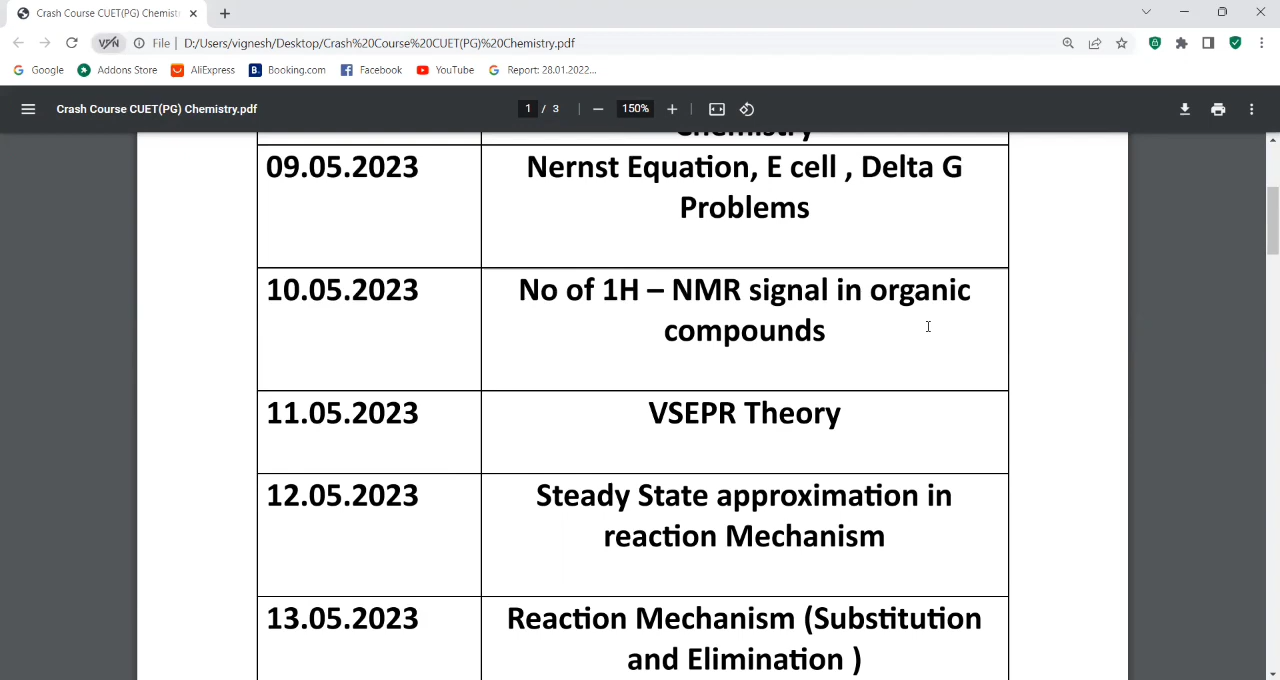 Crash Course CUET(PG) Chemist
VPN
File | D:/Users/vignesh/Desktop/Crash%20Course%20CUET(PG)%20Chemistry.pdf
Google Addons Store AliExpress B. Booking.com Facebook YouTube Report: 28.01.2022...
Crash Course CUET(PG) Chemistry.pdf 1 / 3 150%
Chemistry
09.05.2023 Nernst Equation, E cell , Delta G
Problems
10.05.2023 No of 1H – NMR signal in organic
compounds
11.05.2023 VSEPR Theory
12.05.2023 Steady State approximation in
reaction Mechanism
13.05.2023 Reaction Mechanism (Substitution
and Elimination )